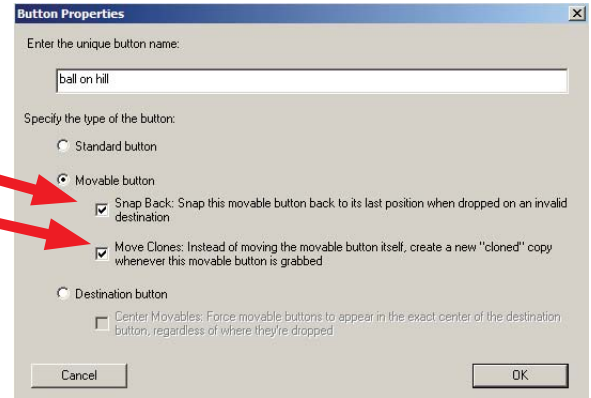 Button Properties
Enter the unique button name:
ball on hill
Specify the type of the button:
Standard button
Movable button
Snap Back: Snap this movable button back to its last position when dropped on an invalid
destination
Move Clones: Instead of moving the movable button itself, create a new "cloned" copy
whenever this movable button is grabbed
Destination button
Center Movables: Force movable buttons to appear in the exact center of the destination
button, regardless of where they're dropped
Cancel
OK